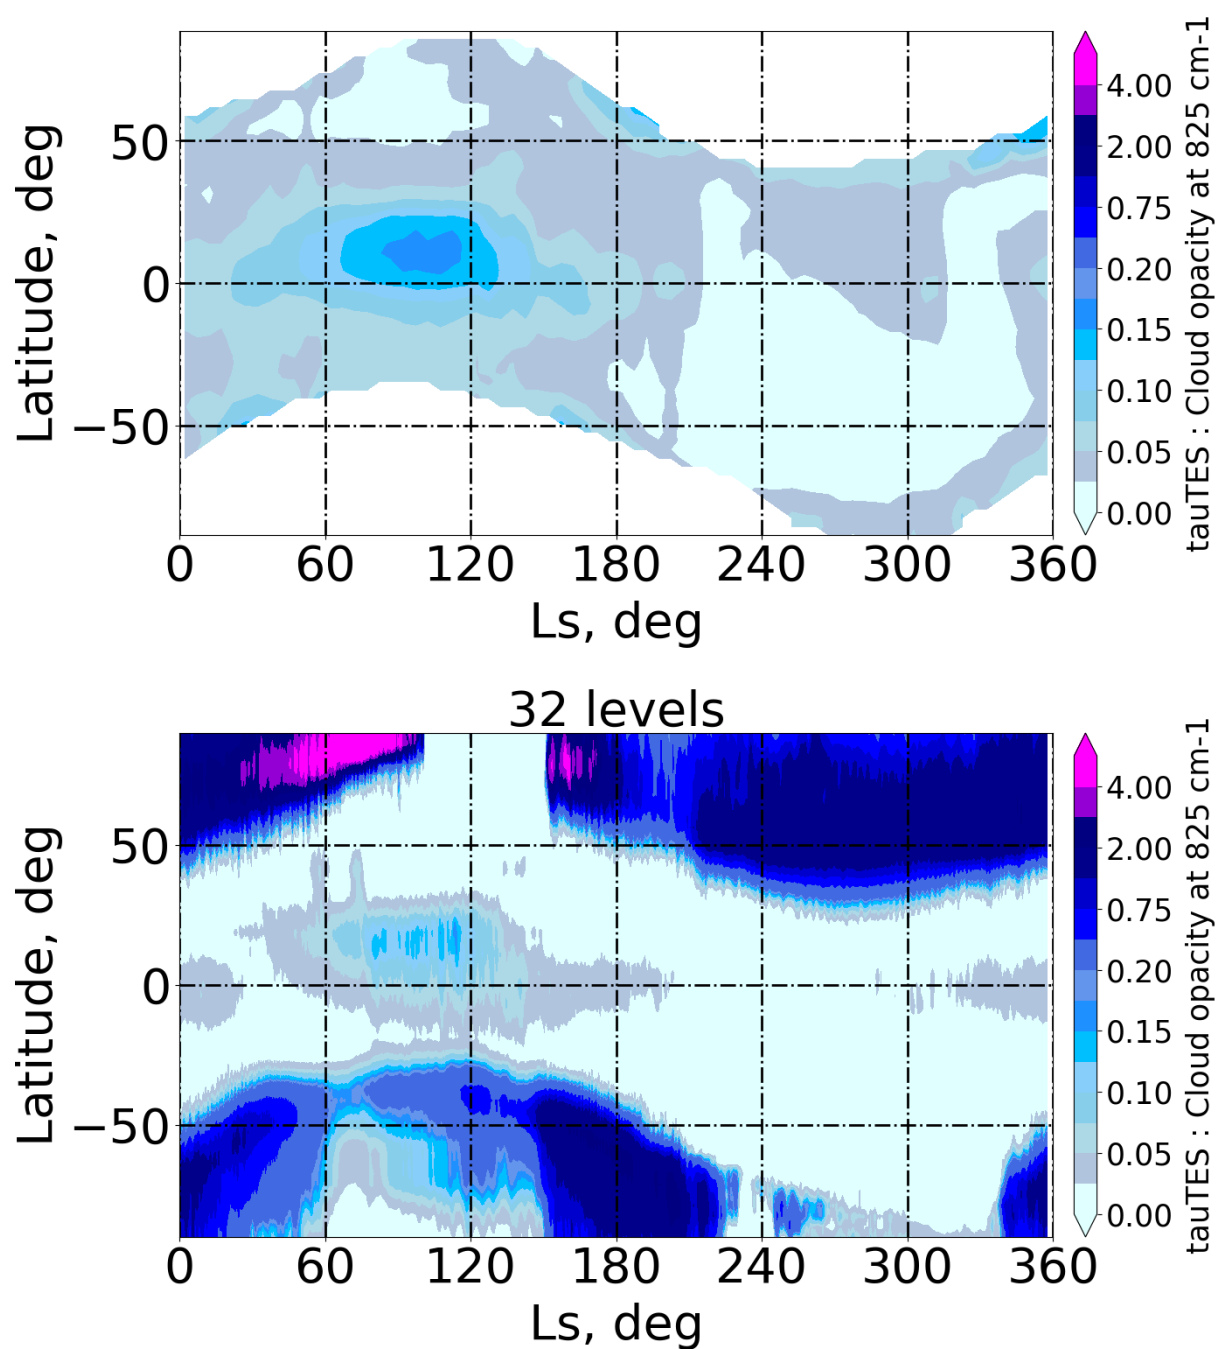 50
0
−50
Latitude, deg
0 60 120 180 240 300 360
Ls, deg
4.00
2.00
0.75
0.20
0.15
0.10
0.05
0.00
tauTES : Cloud opacity at 825 cm-1
32 levels
50
0
−50
Latitude, deg
0 60 120 180 240 300 360
Ls, deg
4.00
2.00
0.75
0.20
0.15
0.10
0.05
0.00
tauTES : Cloud opacity at 825 cm-1